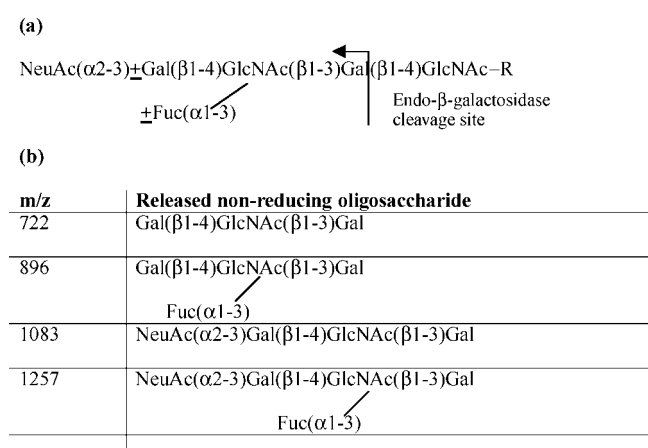 (a)
NeuAc(α2-3)±Gal(β1-4)GlcNAc(β1-3)Gal(β1-4)GlcNAc–R
±Fuc(α1-3)
Endo-β-galactosidase
cleavage site
(b)
m/z Released non-reducing oligosaccharide
722 Gal(β1-4)GlcNAc(β1-3)Gal
896 Gal(β1-4)GlcNAc(β1-3)Gal
Fuc(α1-3)
1083 NeuAc(α2-3)Gal(β1-4)GlcNAc(β1-3)Gal
1257 NeuAc(α2-3)Gal(β1-4)GlcNAc(β1-3)Gal
Fuc(α1-3)